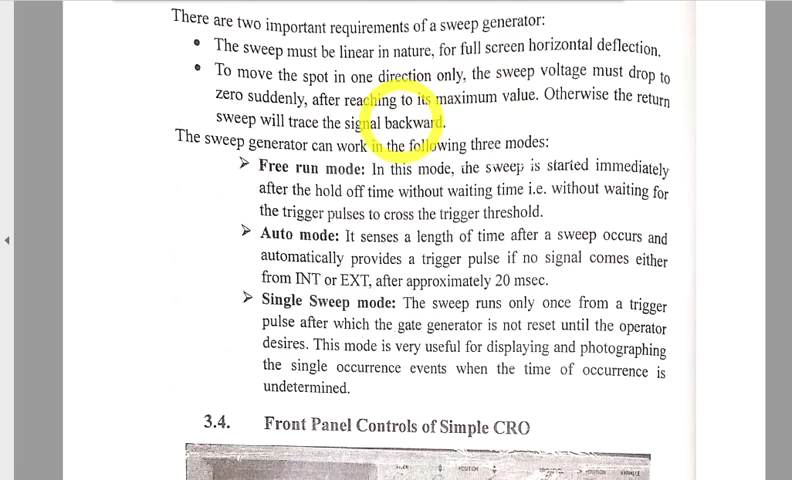 There are two important requirements of a sweep generator:
• The sweep must be linear in nature, for full screen horizontal deflection.
• To move the spot in one direction only, the sweep voltage must drop to
zero suddenly, after reaching to its maximum value. Otherwise the return
sweep will trace the signal backward.
The sweep generator can work in the following three modes:
➢ Free run mode: In this mode, the sweep is started immediately
after the hold off time without waiting time i.e. without waiting for
the trigger pulses to cross the trigger threshold.
➢ Auto mode: It senses a length of time after a sweep occurs and
automatically provides a trigger pulse if no signal comes either
from INT or EXT, after approximately 20 msec.
➢ Single Sweep mode: The sweep runs only once from a trigger
pulse after which the gate generator is not reset until the operator
desires. This mode is very useful for displaying and photographing
the single occurrence events when the time of occurrence is
undetermined.
3.4. Front Panel Controls of Simple CRO
POSITION